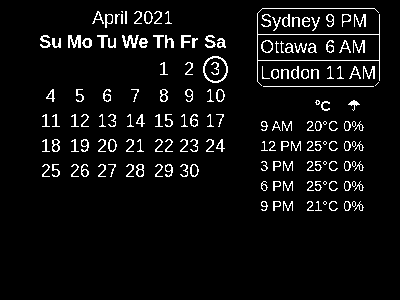 April 2021
Su Mo Tu We Th Fr Sa
1 2 3
4 5 6 7 8 9 10
11 12 13 14 15 16 17
18 19 20 21 22 23 24
25 26 27 28 29 30
Sydney 9 PM
Ottawa 6 AM
London 11 AM
°C ☂
9 AM 20°C 0%
12 PM 25°C 0%
3 PM 25°C 0%
6 PM 25°C 0%
9 PM 21°C 0%